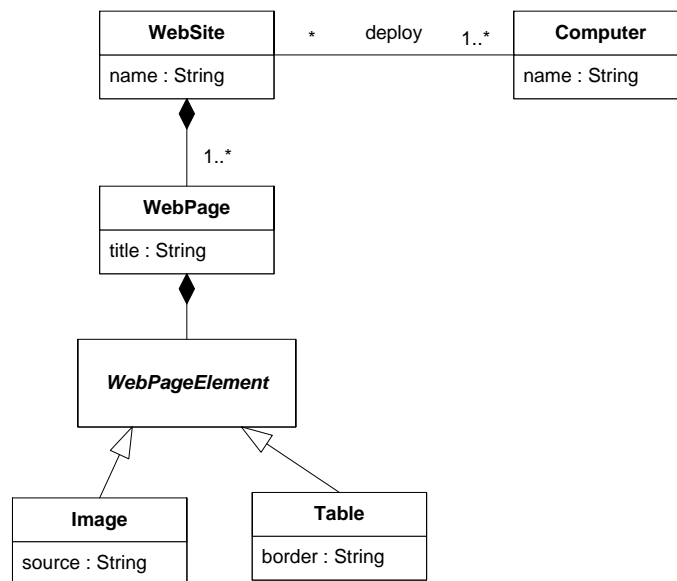 WebSite
* deploy 1..*
Computer
name : String
name : String
1..*
WebPage
title : String
WebPageElement
Image
Table
source : String
border : String